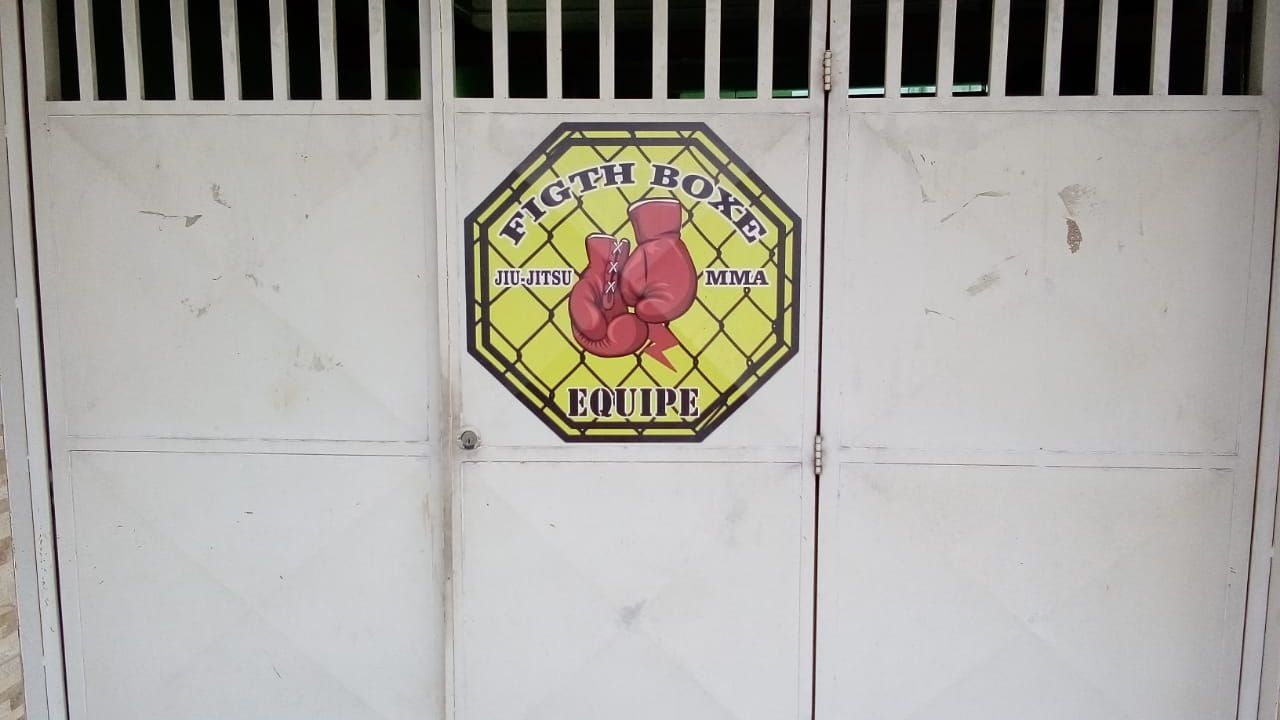 FIGTH BOXE
JIU-JITSU MMA
EQUIPE